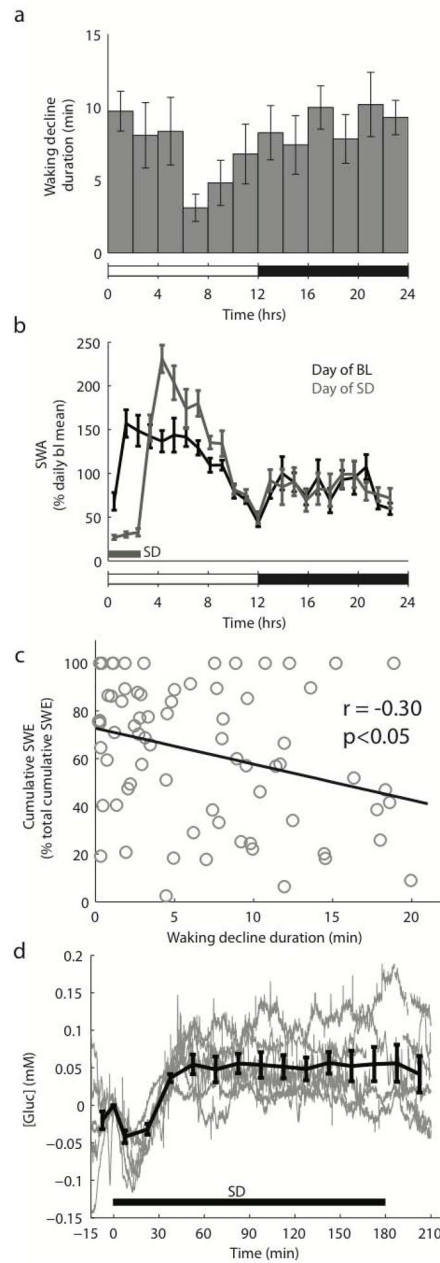 a
15
10
5
0
Waking decline
duration (min)
0 4 8 12 16 20 24
Time (hrs)
b
250
200
150
100
50
0
SWA
(% daily bl mean)
Day of BL
Day of SD
SD
0 4 8 12 16 20 24
Time (hrs)
c
100
80
60
40
20
0
Cumulative SWE
(% total cumulative SWE)
r = -0.30
p<0.05
0 5 10 15 20
Waking decline duration (min)
d
0.2
0.15
0.1
0.05
0
−0.05
−0.1
−0.15
[Gluc] (mM)
SD
−15 0 30 60 90 120 150 180 210
Time (min)